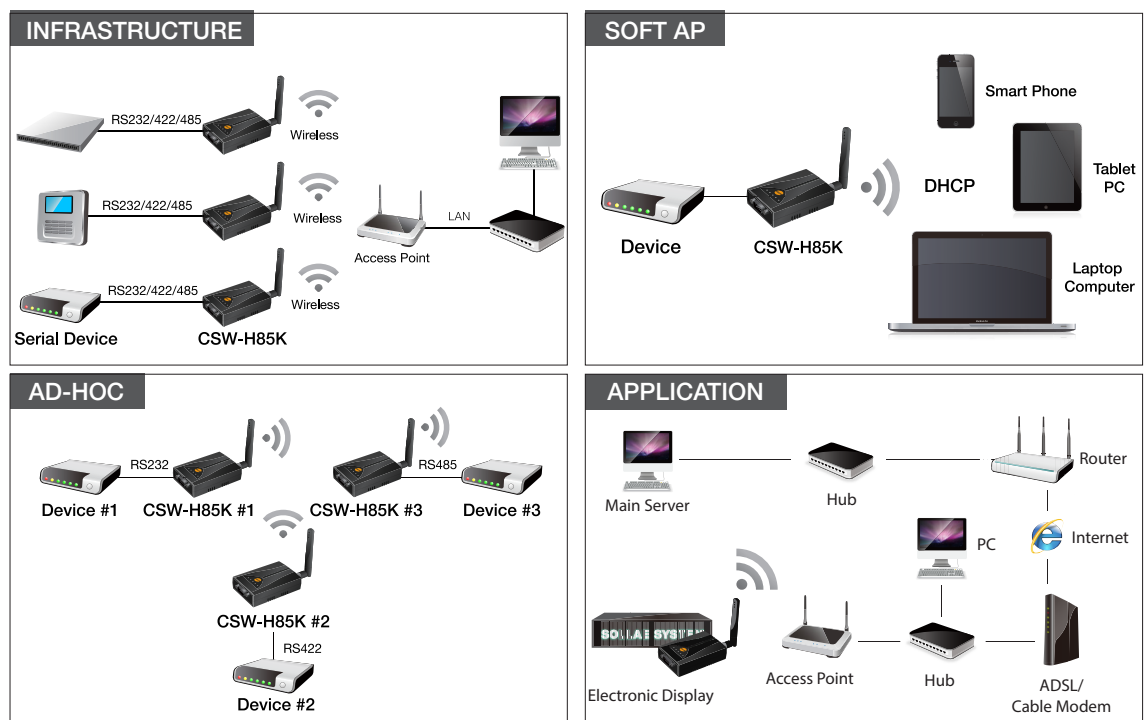 INFRASTRUCTURE
RS232/422/485
Wireless
RS232/422/485
Wireless
LAN
Access Point
RS232/422/485
Wireless
Serial Device
CSW-H85K
SOFT AP
Smart Phone
DHCP
Tablet
PC
Device
CSW-H85K
Laptop
Computer
AD-HOC
RS232
RS485
Device #1
CSW-H85K #1
CSW-H85K #3
Device #3
CSW-H85K #2
RS422
Device #2
APPLICATION
Router
Main Server
Hub
PC
Internet
Electronic Display
Access Point
Hub
ADSL/
Cable Modem